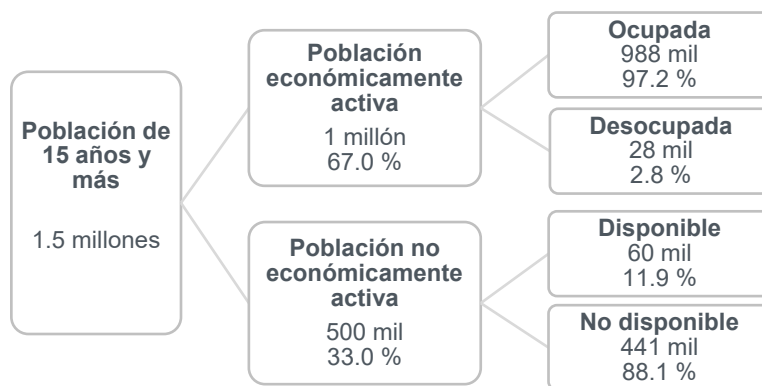 Población de
15 años y
más
1.5 millones
Población
económicamente
activa
1 millón
67.0 %
Ocupada
988 mil
97.2 %
Desocupada
28 mil
2.8 %
Población no
económicamente
activa
500 mil
33.0 %
Disponible
60 mil
11.9 %
No disponible
441 mil
88.1 %